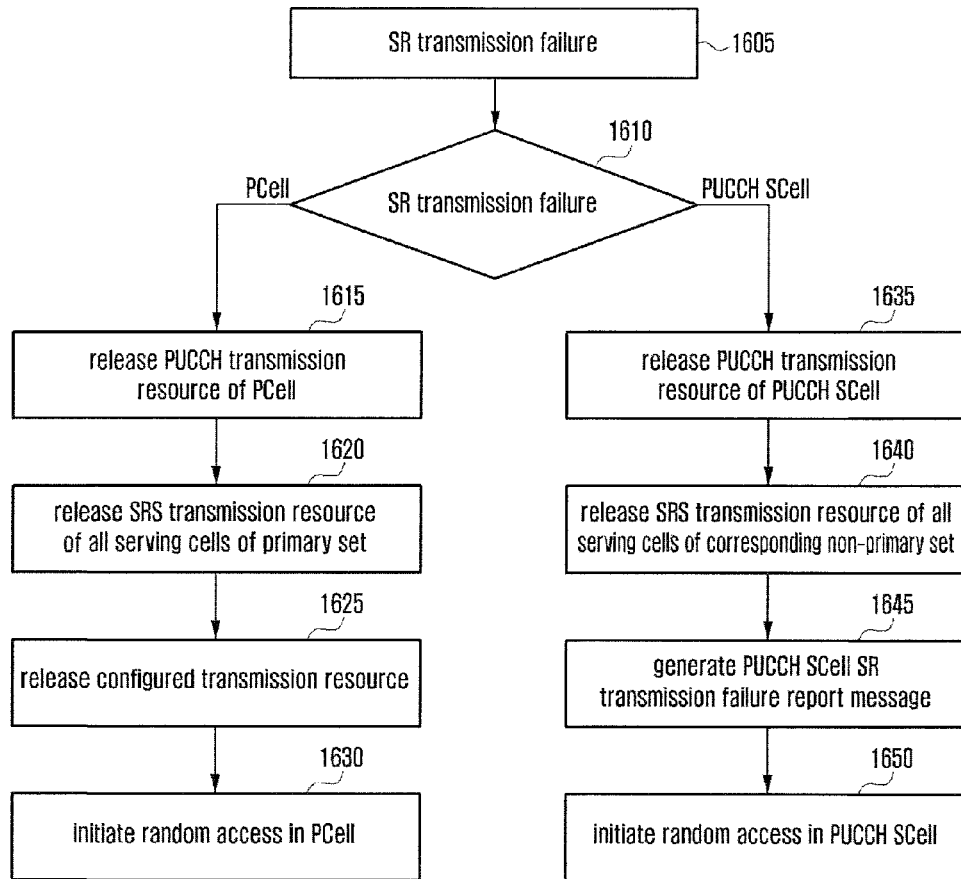 SR transmission failure
1605
1610
PCell
SR transmission failure
PUCCH SCell
1615
release PUCCH transmission
resource of PCell
1620
release SRS transmission resource
of all serving cells of primary set
1625
release configured transmission resource
1630
initiate random access in PCell
1635
release PUCCH transmission
resource of PUCCH SCell
1640
release SRS transmission resource of all
serving cells of corresponding non-primary set
1645
generate PUCCH SCell SR
transmission failure report message
1650
initiate random access in PUCCH SCell